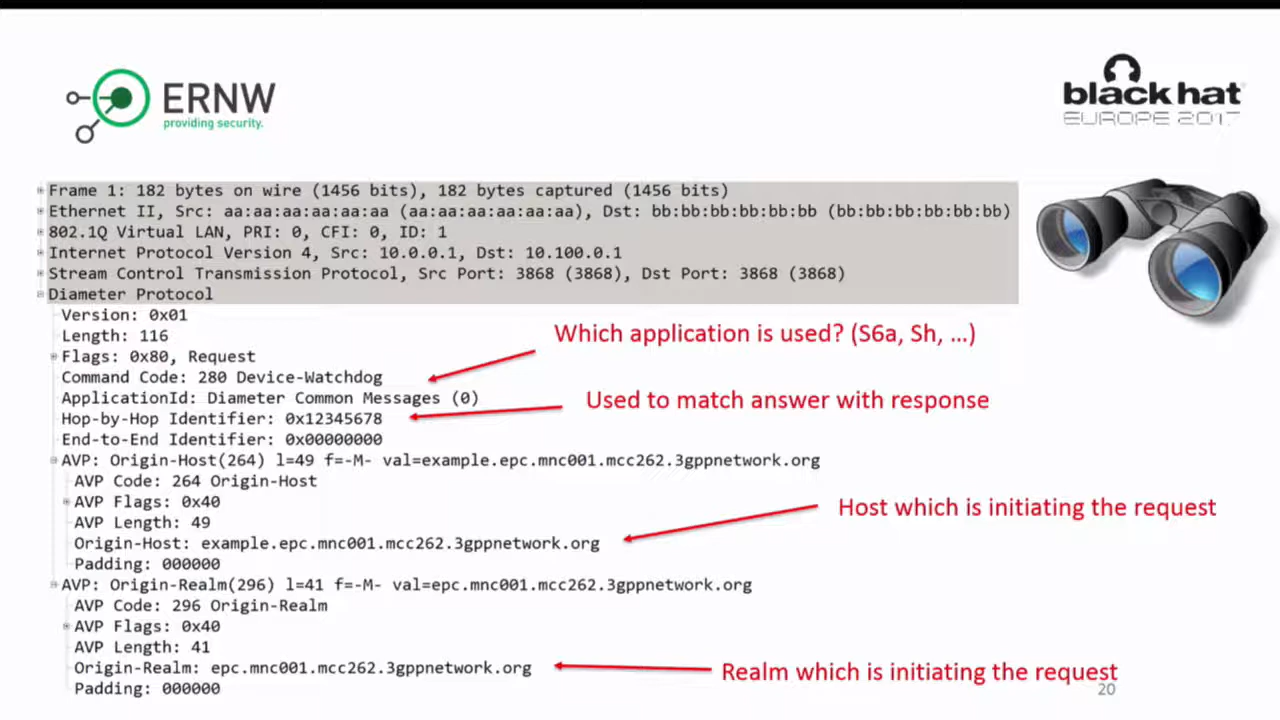 ERNW
providing security.
black hat
EUROPE 2017
Frame 1: 182 bytes on wire (1456 bits), 182 bytes captured (1456 bits)
Ethernet II, Src: aa:aa:aa:aa:aa:aa (aa:aa:aa:aa:aa:aa), Dst: bb:bb:bb:bb:bb:bb (bb:bb:bb:bb:bb:bb)
802.1Q Virtual LAN, PRI: 0, CFI: 0, ID: 1
Internet Protocol Version 4, Src: 10.0.0.1, Dst: 10.100.0.1
Stream Control Transmission Protocol, Src Port: 3868 (3868), Dst Port: 3868 (3868)
Diameter Protocol
Version: 0x01
Length: 116
Which application is used? (S6a, Sh, ...)
Flags: 0x80, Request
Command Code: 280 Device-Watchdog
ApplicationId: Diameter Common Messages (0)
Used to match answer with response
Hop-by-Hop Identifier: 0x12345678
End-to-End Identifier: 0x00000000
AVP: Origin-Host(264) l=49 f=-M- val=example.epc.mnc001.mcc262.3gppnetwork.org
AVP Code: 264 Origin-Host
AVP Flags: 0x40
Host which is initiating the request
AVP Length: 49
Origin-Host: example.epc.mnc001.mcc262.3gppnetwork.org
Padding: 000000
AVP: Origin-Realm(296) l=41 f=-M- val=epc.mnc001.mcc262.3gppnetwork.org
AVP Code: 296 Origin-Realm
AVP Flags: 0x40
AVP Length: 41
Origin-Realm: epc.mnc001.mcc262.3gppnetwork.org
Realm which is initiating the request
Padding: 000000
20